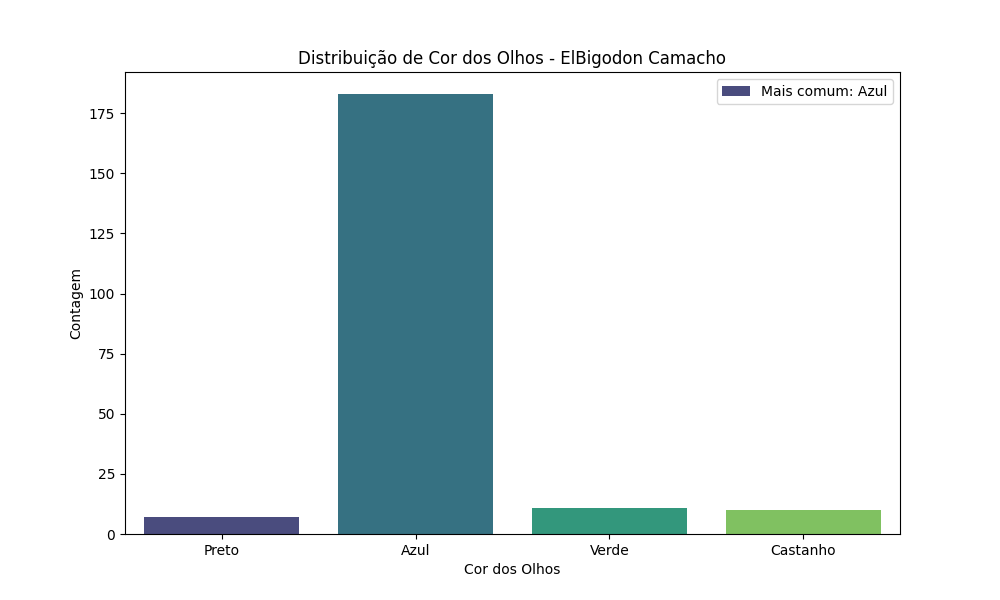 Distribuição de Cor dos Olhos - ElBigodon Camacho
Mais comum: Azul
Contagem
175
150
125
100
75
50
25
0
Preto
Azul
Verde
Castanho
Cor dos Olhos